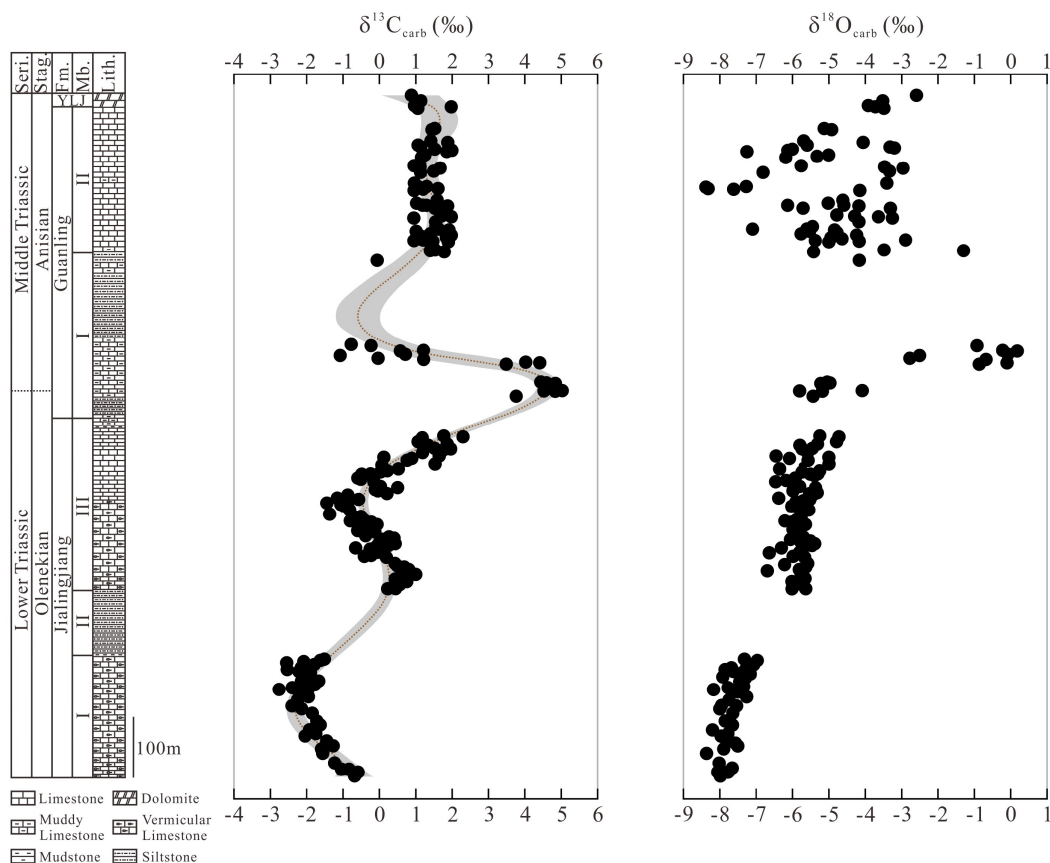 δ13Ccarb (‰)
δ18Ocarb (‰)
-4 -3 -2 -1 0 1 2 3 4 5 6
-9 -8 -7 -6 -5 -4 -3 -2 -1 0 1
Seri. Stag. Fm. Mb. Lith.
YLJ
Middle Triassic
Anisian
Guanling
II
I
Lower Triassic
Olenekian
Jialingjiang
III
II
I
100m
-4 -3 -2 -1 0 1 2 3 4 5 6
-9 -8 -7 -6 -5 -4 -3 -2 -1 0 1
Limestone Dolomite
Muddy Limestone
Vermicular Limestone
Mudstone Siltstone